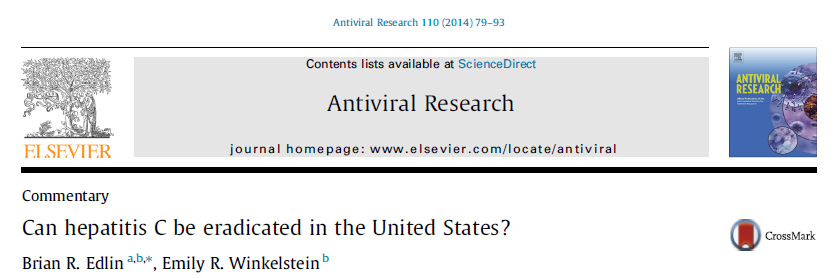 Antiviral Research 110 (2014) 79–93
Contents lists available at ScienceDirect
Antiviral Research
journal homepage: www.elsevier.com/locate/antiviral
ELSEVIER
ANTIVIRAL
RESEARCH
Commentary
Can hepatitis C be eradicated in the United States?
CrossMark
Brian R. Edlin a,b,*, Emily R. Winkelstein b